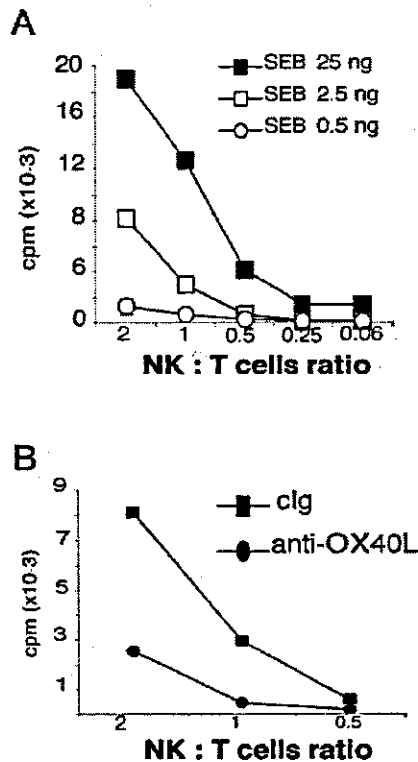 A
20
16
12
8
6
0
cpm (x10-3)
SEB 25 ng
SEB 2.5 ng
SEB 0.5 ng
2 1 0.5 0.25 0.06
NK : T cells ratio
B
9
7
5
3
1
cpm (x10-3)
cIg
anti-OX40L
2 1 0.5
NK : T cells ratio